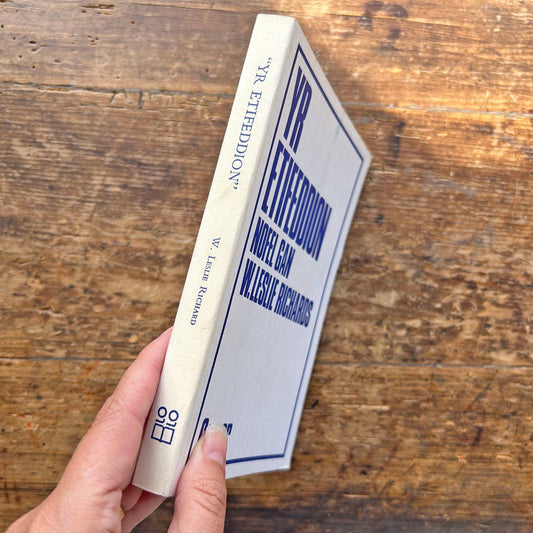 "YR ETIFEDDION"
W. LESLIE RICHARD
YR
ETIFEDDION
NOFEL GAN
W. LESLIE RICHARDS